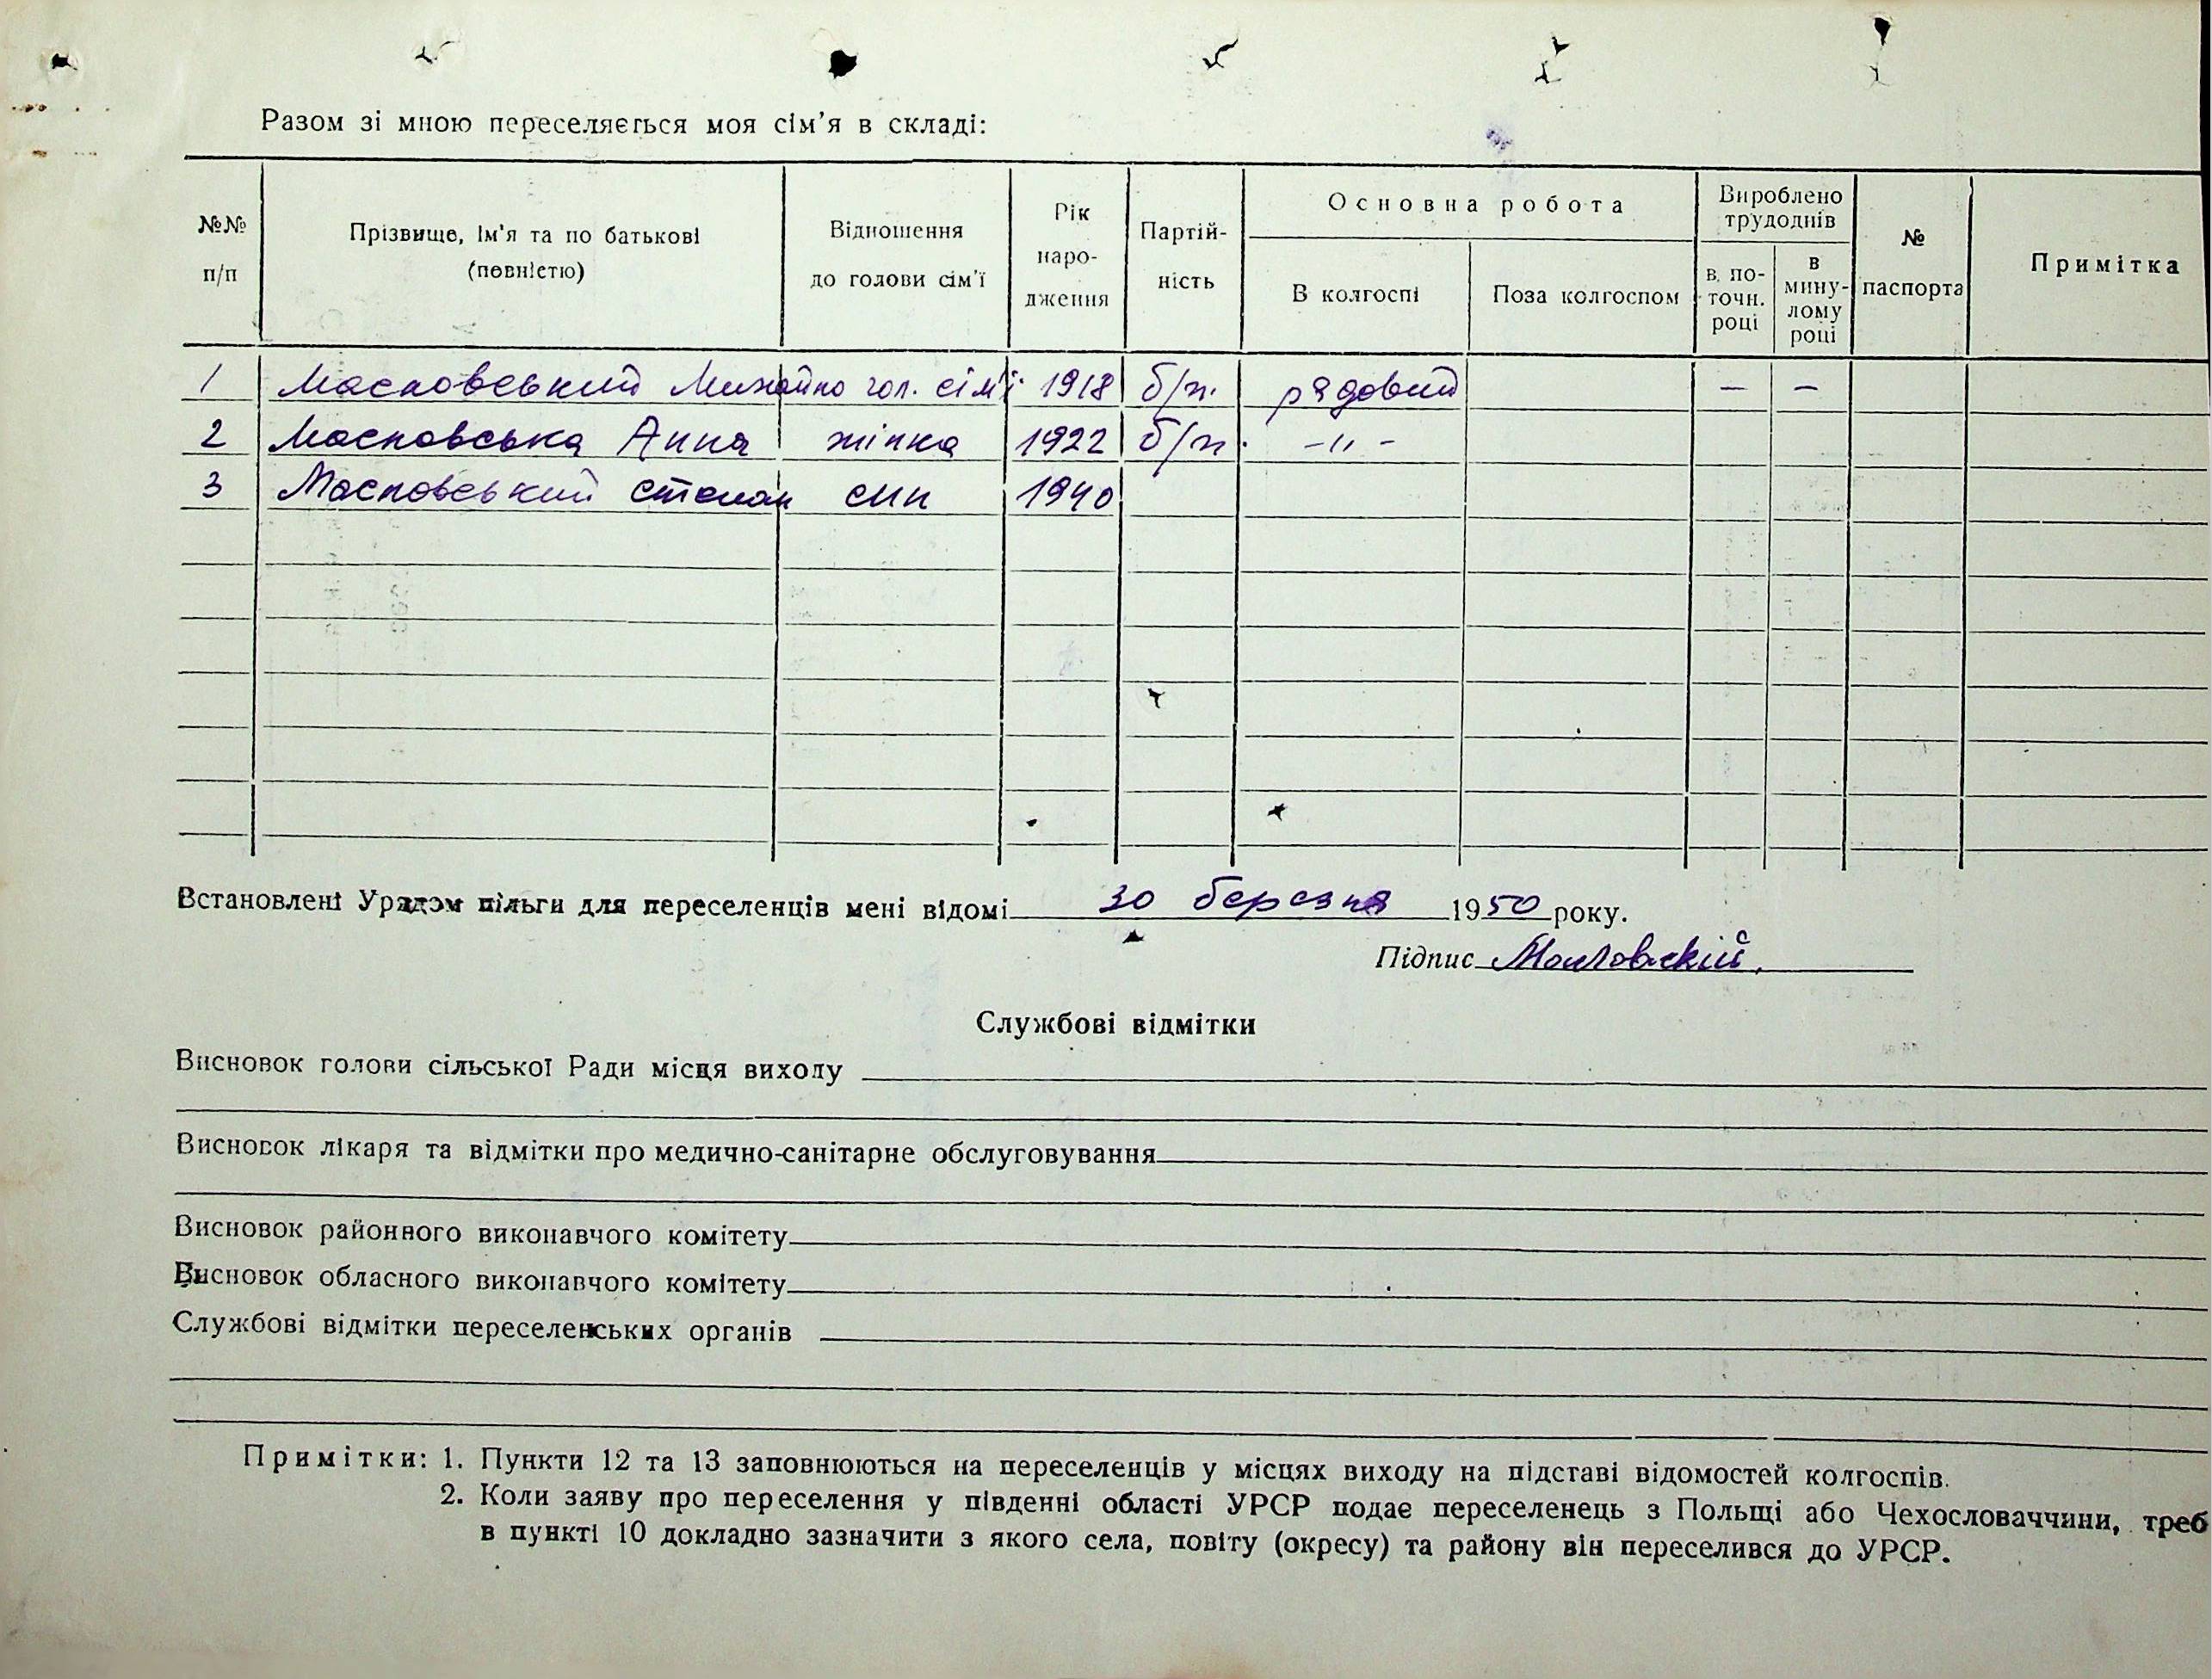 Разом зі мною переселяється моя сім'я в складі:
№№ п/п
Прізвище, ім'я та по батькові (повністю)
Відношення до голови сім'ї
Рік народження
Партійність
Основна робота
В колгоспі
Поза колгоспом
Вироблено трудоднів
в поточн. році
в минулому році
№ паспорта
Примітка
1 Масловський Михайло гол. сім'ї 1918 б/п. рядовий — —
2 Масловська Анна жінка 1922 б/п. -"-
3 Масловський Степан син 1940
Встановлені Урядом пільги для переселенців мені відомі 30 березня 1950 року.
Підпис
Службові відмітки
Висновок голови сільської Ради місця виходу
Висновок лікаря та відмітки про медично-санітарне обслуговування
Висновок районного виконавчого комітету
Висновок обласного виконавчого комітету
Службові відмітки переселенських органів
Примітки: 1. Пункти 12 та 13 заповнюються на переселенців у місцях виходу на підставі відомостей колгоспів.
2. Коли заяву про переселення у південні області УРСР подає переселенець з Польщі або Чехословаччини, треб
в пункті 10 докладно зазначити з якого села, повіту (окресу) та району він переселився до УРСР.